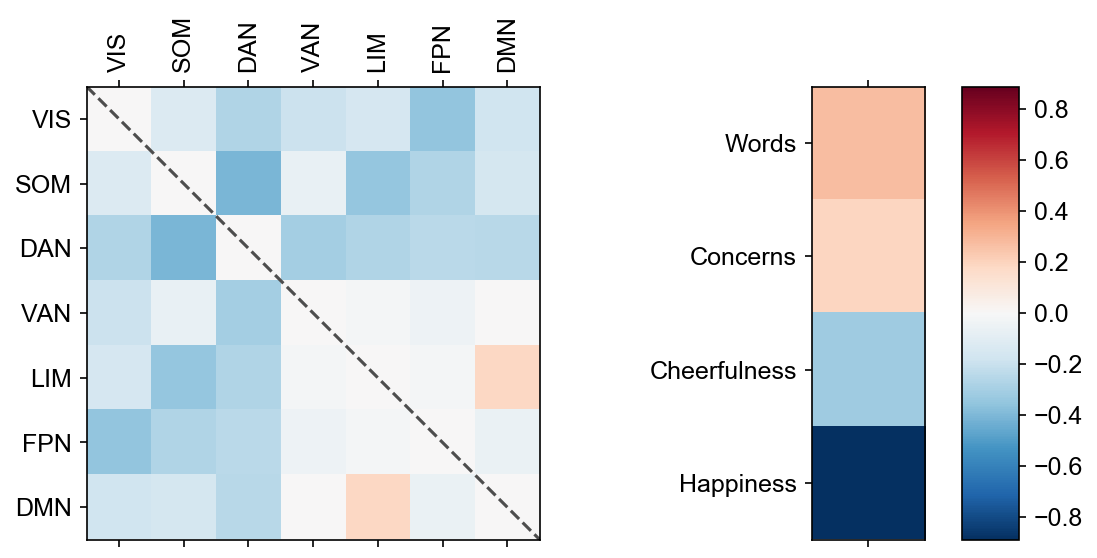 VIS SOM DAN VAN LIM FPN DMN
VIS
SOM
DAN
VAN
LIM
FPN
DMN
Words
Concerns
Cheerfulness
Happiness
0.8
0.6
0.4
0.2
0.0
−0.2
−0.4
−0.6
−0.8